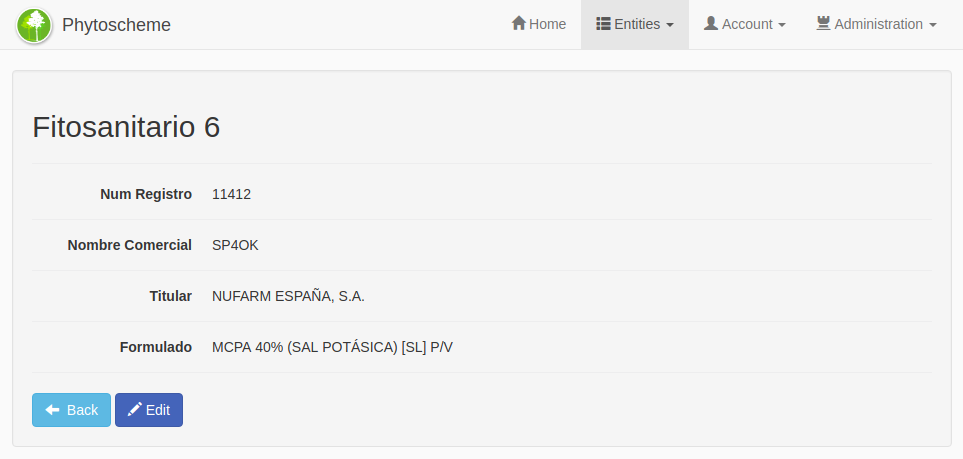 Phytoscheme Home Entities Account Administration
Fitosanitario 6
Num Registro 11412
Nombre Comercial SP4OK
Titular NUFARM ESPAÑA, S.A.
Formulado MCPA 40% (SAL POTÁSICA) [SL] P/V
Back Edit